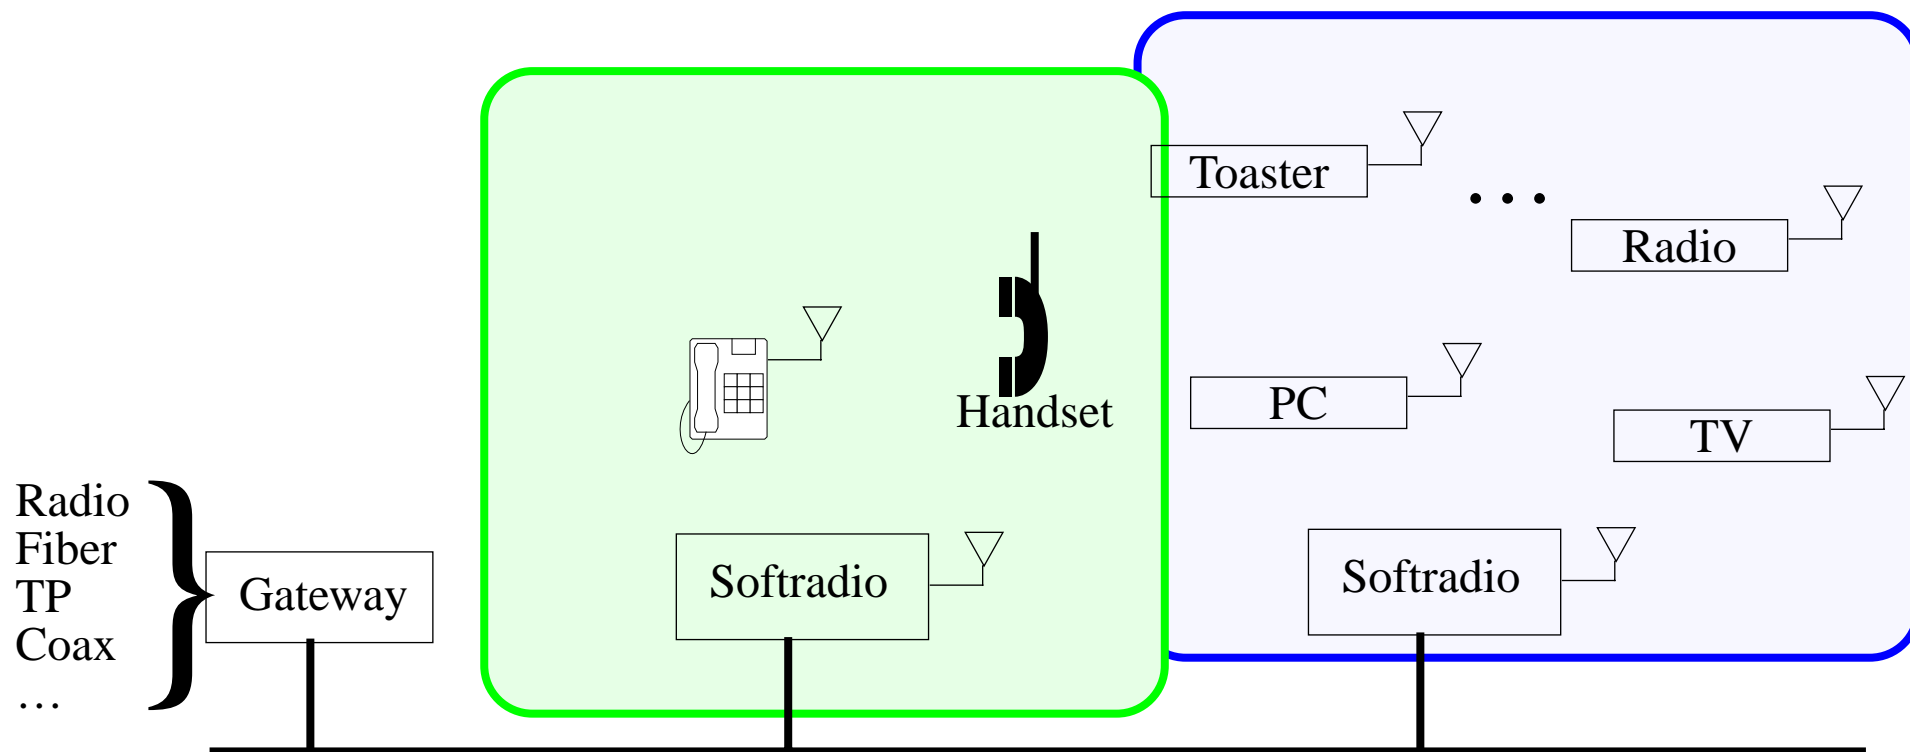 Toaster
• • •
Radio
Handset
PC
TV
Radio
Fiber
TP
Coax
…
Gateway
Softradio
Softradio